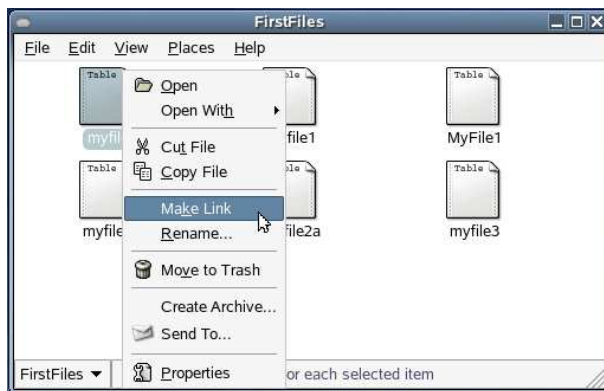 FirstFiles
File Edit View Places Help
Table
Table
myfil
file1
MyFile1
Table
Table
myfile
file2a
myfile3
Open
Open With
Cut File
Copy File
Make Link
Rename...
Move to Trash
Create Archive...
Send To...
Properties
FirstFiles
or each selected item